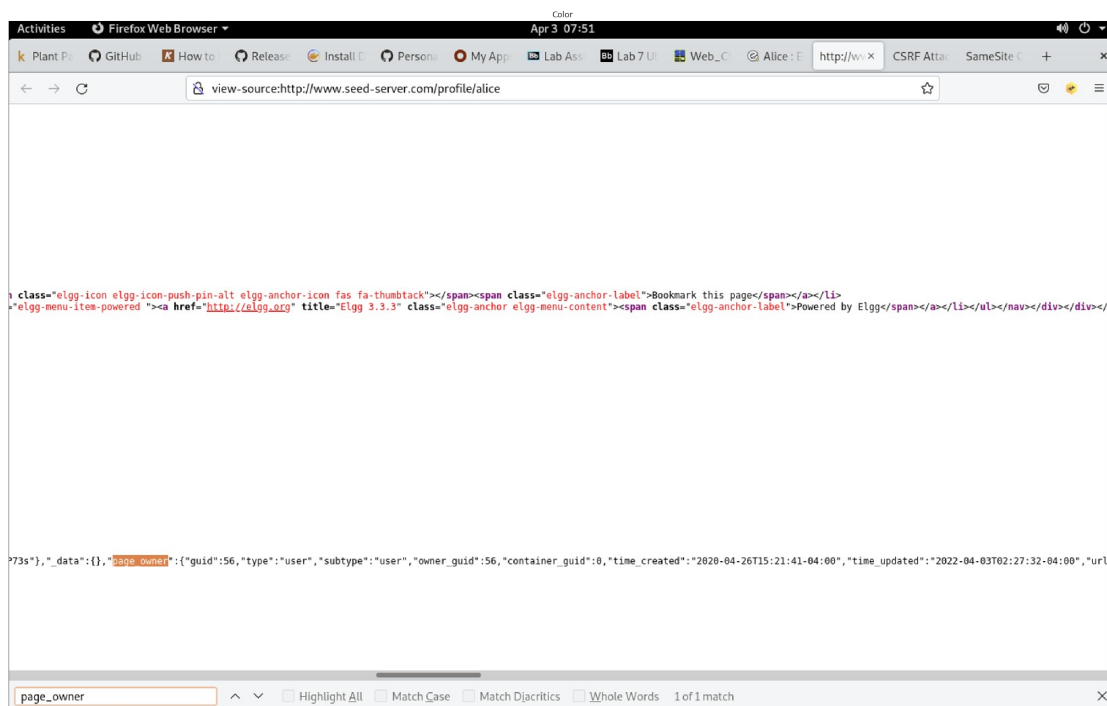 Color
Activities Firefox Web Browser Apr 3 07:51
k Plant Pa GitHub K How to Release Install D Persona My App Lab Ass Bb Lab 7 U Web_C Alice : E http://w × CSRF Attac SameSite C + ×
view-source:http://www.seed-server.com/profile/alice
n class="elgg-icon elgg-icon-push-pin-alt elgg-anchor-icon fas fa-thumbtack"></span><span class="elgg-anchor-label">Bookmark this page</span></a></li>
="elgg-menu-item-powered "><a href="http://elgg.org" title="Elgg 3.3.3" class="elgg-anchor elgg-menu-content"><span class="elgg-anchor-label">Powered by Elgg</span></a></li></ul></nav></div></div></
P73s"},"_data":{},"page_owner":{"guid":56,"type":"user","subtype":"user","owner_guid":56,"container_guid":0,"time_created":"2020-04-26T15:21:41-04:00","time_updated":"2022-04-03T02:27:32-04:00","url
page_owner Highlight All Match Case Match Diacritics Whole Words 1 of 1 match ×